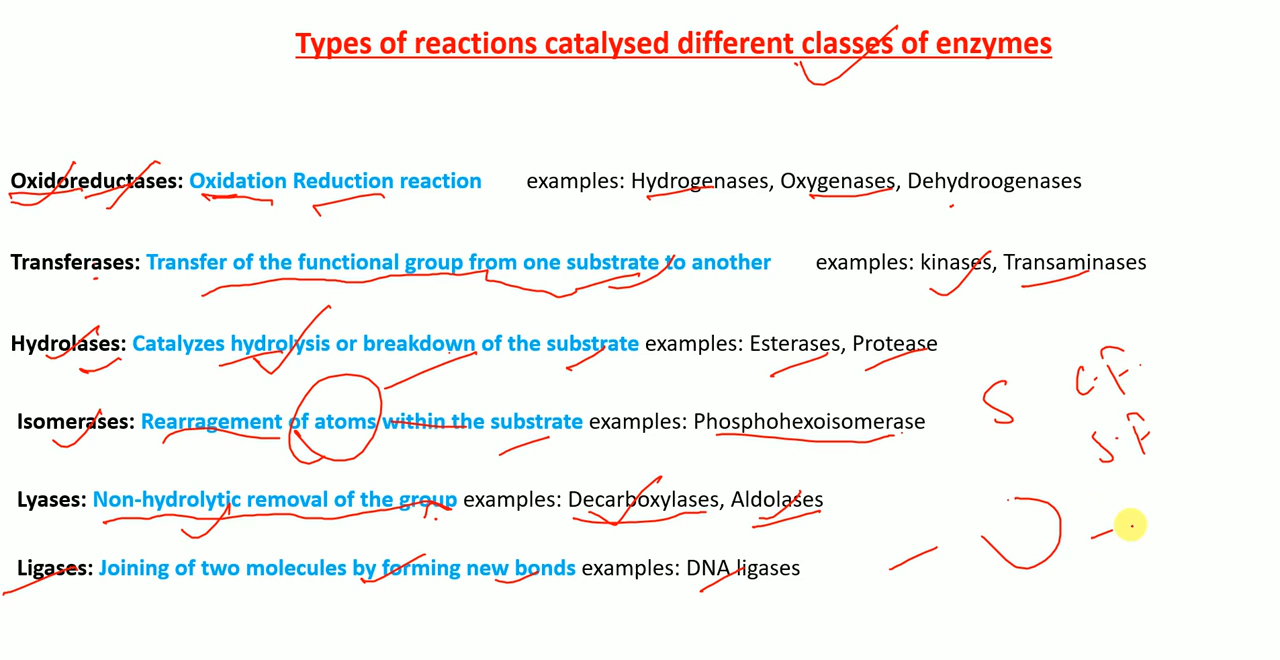 Types of reactions catalysed different classes of enzymes
Oxidoreductases: Oxidation Reduction reaction examples: Hydrogenases, Oxygenases, Dehydroogenases
Transferases: Transfer of the functional group from one substrate to another examples: kinases, Transaminases
Hydrolases: Catalyzes hydrolysis or breakdown of the substrate examples: Esterases, Protease
C.F.
S
Isomerases: Rearragement of atoms within the substrate examples: Phosphohexoisomerase
S.F
Lyases: Non-hydrolytic removal of the group examples: Decarboxylases, Aldolases
Ligases: Joining of two molecules by forming new bonds examples: DNA ligases